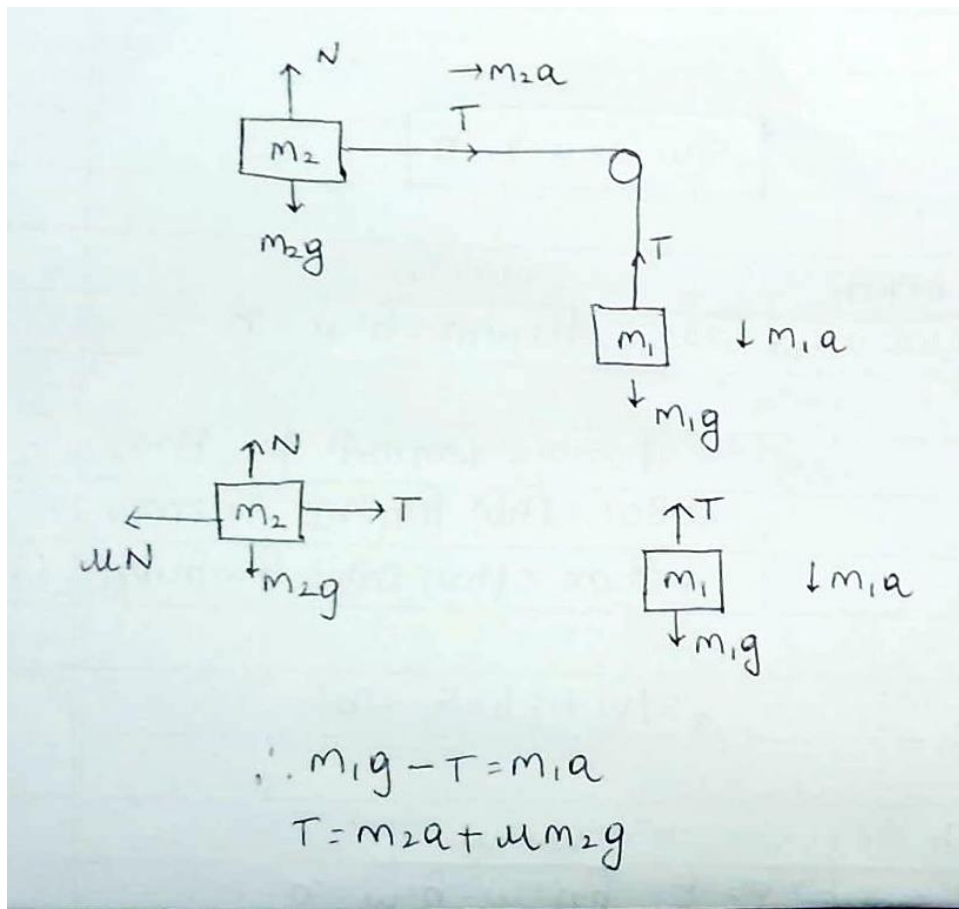 N
→m₂a
T
m₂
m₂g
T
m₁ ↓ m₁a
↓ m₁g
↑N
m₂ → T
μN
↓m₂g
↑T
m₁ ↓ m₁a
↓ m₁g
∴ m₁g - T = m₁a
T = m₂a + μm₂g